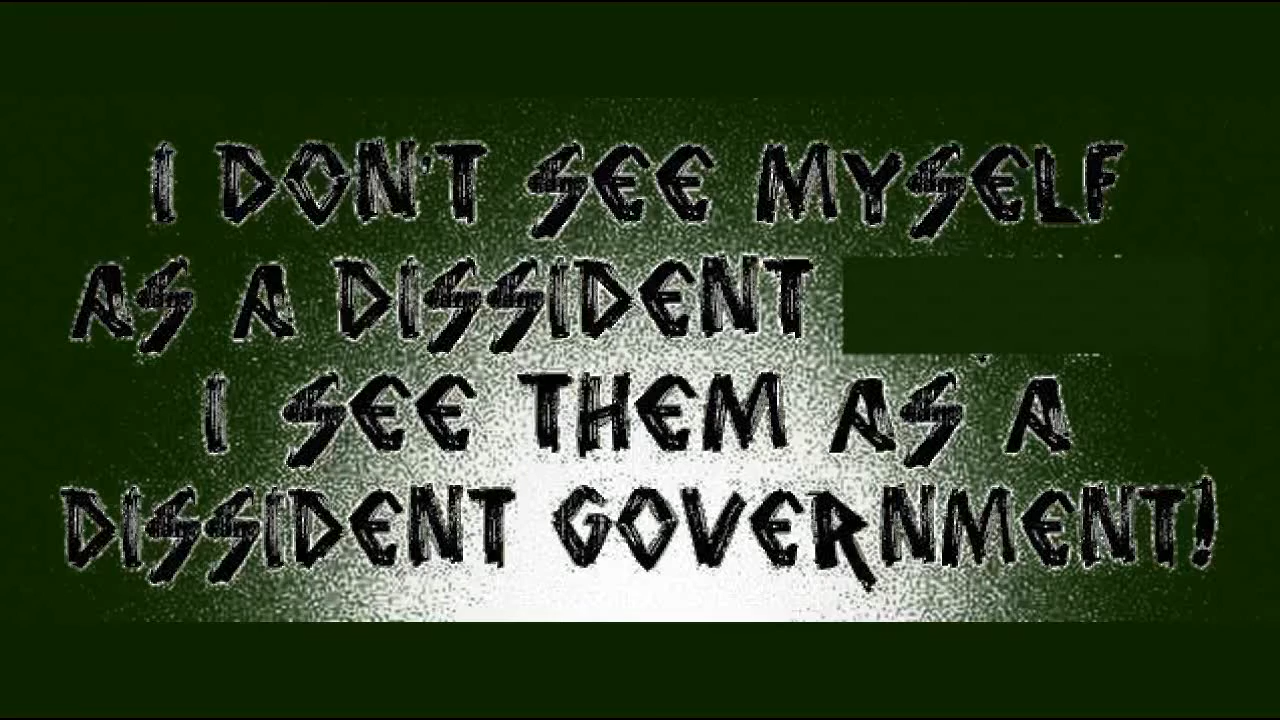 I DON'T SEE MYSELF
AS A DISSIDENT
I SEE THEM AS A
DISSIDENT GOVERNMENT!